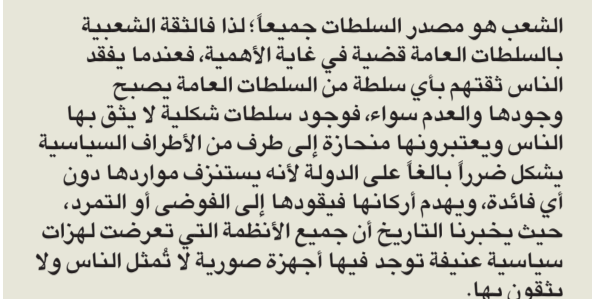 الشعب هو مصدر السلطات جميعاً؛ لذا فالثقة الشعبية
بالسلطات العامة قضية في غاية الأهمية، فعندما يفقد
الناس ثقتهم بأي سلطة من السلطات العامة يصبح
وجودها والعدم سواء، فوجود سلطات شكلية لا يثق بها
الناس ويعتبرونها منحازة إلى طرف من الأطراف السياسية
يشكل ضرراً بالغاً على الدولة لأنه يستنزف مواردها دون
أي فائدة، ويهدم أركانها فيقودها إلى الفوضى أو التمرد،
حيث يخبرنا التاريخ أن جميع الأنظمة التي تعرضت لهزات
سياسية عنيفة توجد فيها أجهزة صورية لا تُمثل الناس ولا
يثقون بها.